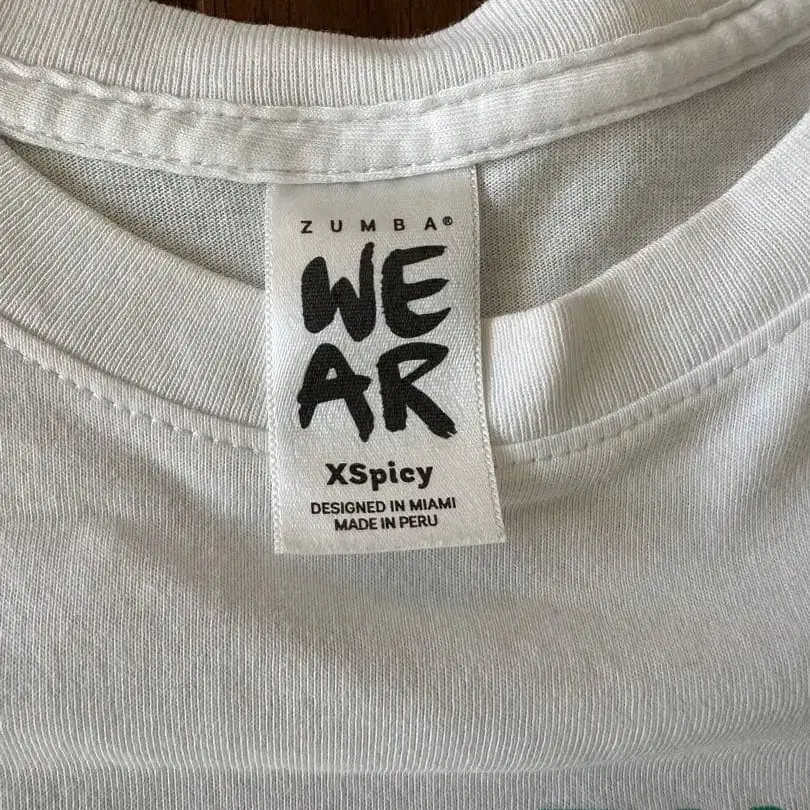 ZUMBA®
WE
AR
XSpicy
DESIGNED IN MIAMI
MADE IN PERU